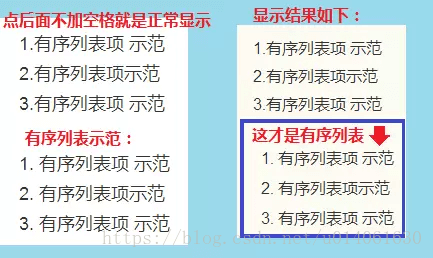 点后面不加空格就是正常显示
1.有序列表项 示范
2.有序列表项示范
3.有序列表项 示范
有序列表示范：
1. 有序列表项 示范
2. 有序列表项 示范
3. 有序列表项 示范
显示结果如下：
1.有序列表项 示范
2.有序列表项示范
3.有序列表项 示范
这才是有序列表
1. 有序列表项 示范
2. 有序列表项示范
3. 有序列表项 示范